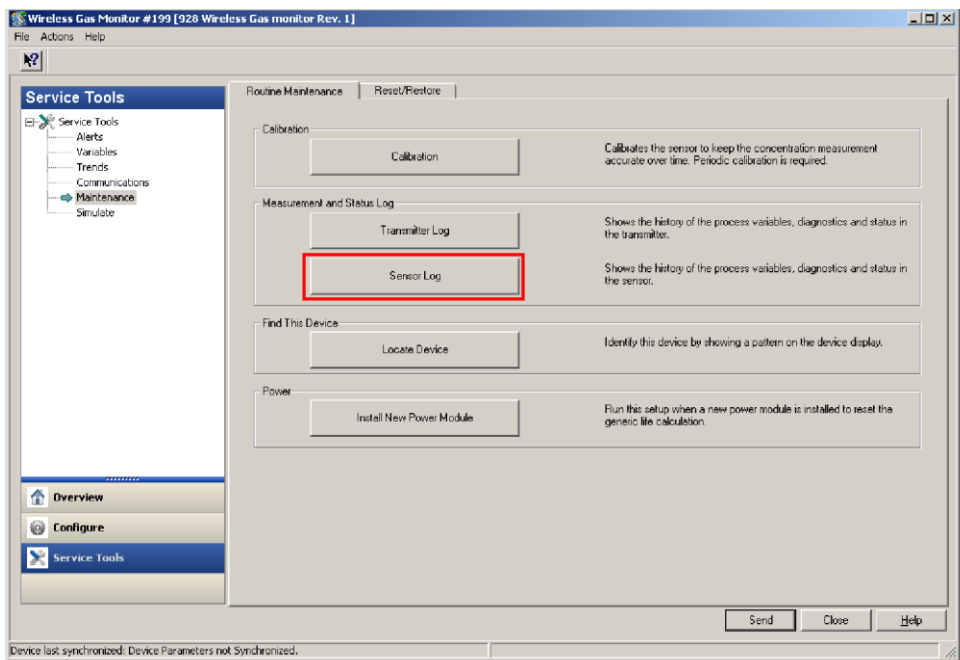 Wireless Gas Monitor #199 [928 Wireless Gas monitor Rev. 1]
File Actions Help
Service Tools
Service Tools
Alerts
Variables
Trends
Communications
Maintenance
Simulate
Overview
Configure
Service Tools
Routine Maintenance
Reset/Restore
Calibration
Calibration
Calibrates the sensor to keep the concentration measurement
accurate over time. Periodic calibration is required.
Measurement and Status Log
Transmitter Log
Shows the history of the process variables, diagnostics and status in
the transmitter.
Sensor Log
Shows the history of the process variables, diagnostics and status in
the sensor.
Find This Device
Locate Device
Identify this device by showing a pattern on the device display.
Power
Install New Power Module
Run this setup when a new power module is installed to reset the
generic life calculation.
Send
Close
Help
Device last synchronized: Device Parameters not Synchronized.